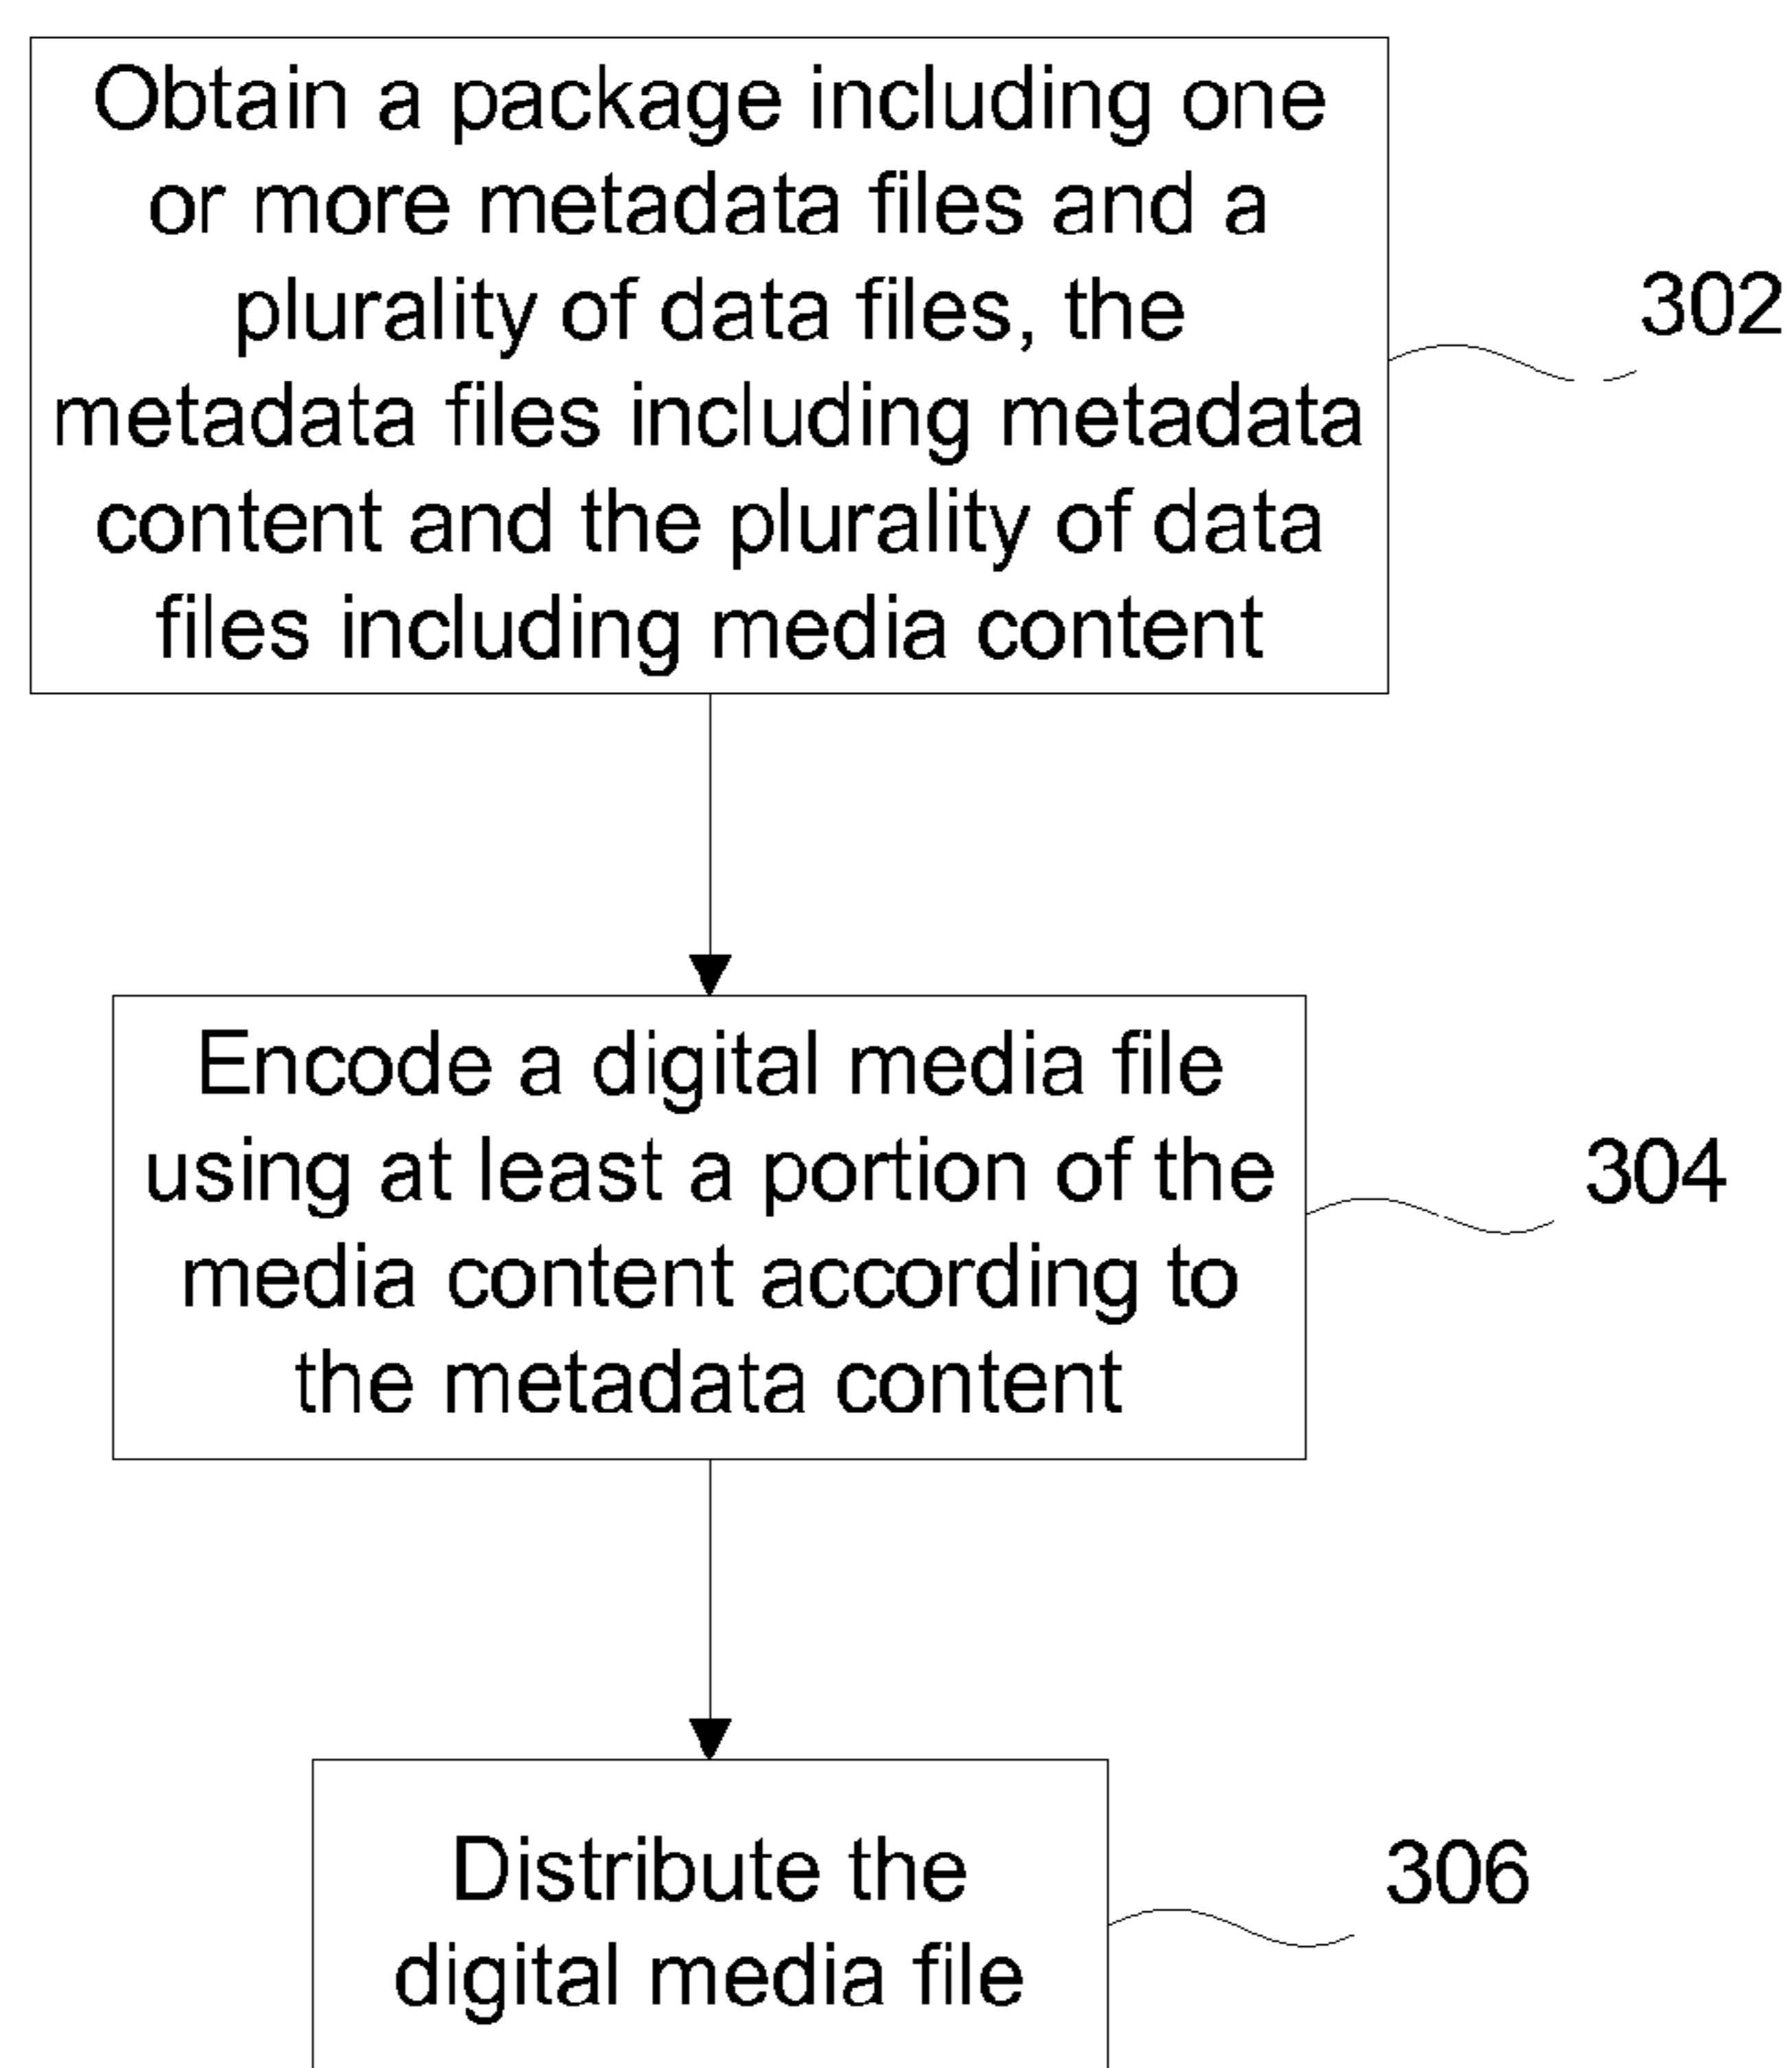 Obtain a package including one
or more metadata files and a
plurality of data files, the
metadata files including metadata
content and the plurality of data
files including media content
302
Encode a digital media file
using at least a portion of the
media content according to
the metadata content
304
Distribute the
digital media file
306